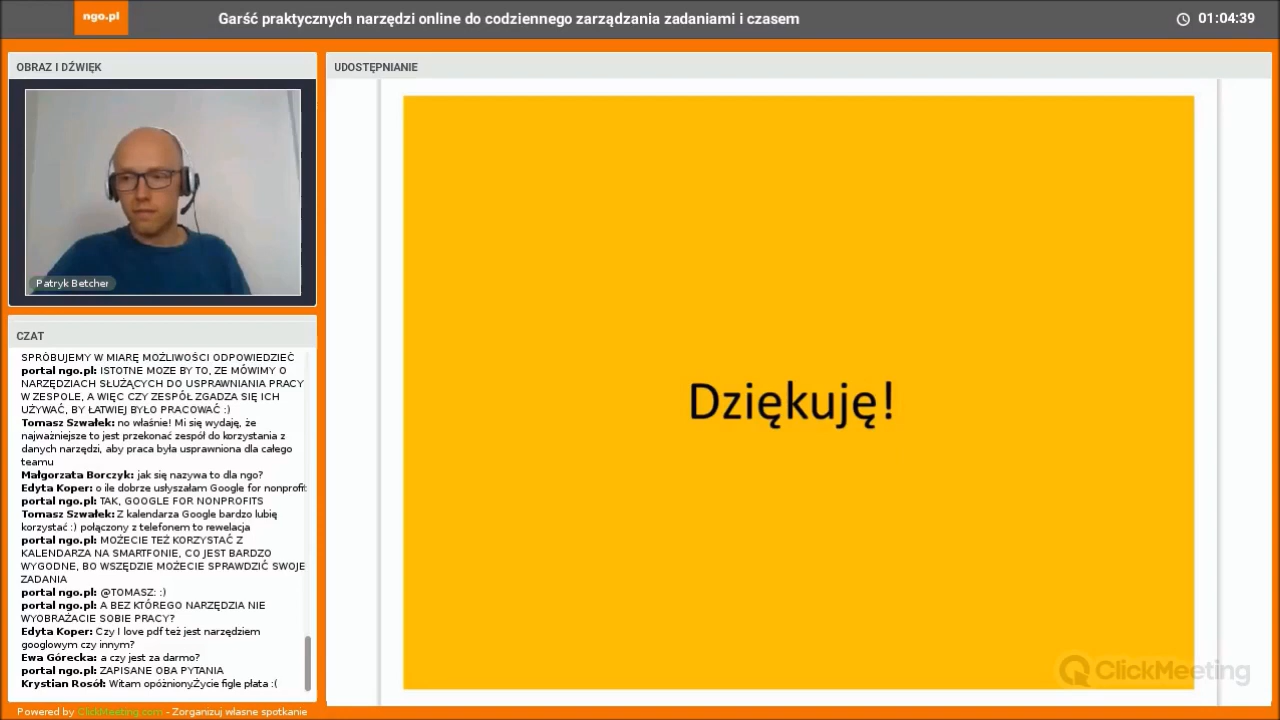 ngo.pl
Garść praktycznych narzędzi online do codziennego zarządzania zadaniami i czasem
01:04:39
OBRAZ I DŹWIĘK
UDOSTĘPNIANIE
Patryk Betcher
Dziękuję!
CZAT
SPRÓBUJEMY W MIARĘ MOŻLIWOŚCI ODPOWIEDZIEĆ
portal ngo.pl: ISTOTNE MOZE BY TO, ZE MÓWIMY O
NARZĘDZIACH SŁUŻĄCYCH DO USPRAWNIANIA PRACY
W ZESPOLE, A WIĘC CZY ZESPÓŁ ZGADZA SIĘ ICH
UŻYWAĆ, BY ŁATWIEJ BYŁO PRACOWAĆ :)
Tomasz Szwałek: no właśnie! Mi się wydaję, że
najważniejsze to jest przekonać zespół do korzystania z
danych narzędzi, aby praca była usprawniona dla całego
teamu
Małgorzata Borczyk: jak się nazywa to dla ngo?
Edyta Koper: o ile dobrze usłyszałam Google for nonprofit
portal ngo.pl: TAK, GOOGLE FOR NONPROFITS
Tomasz Szwałek: Z kalendarza Google bardzo lubię
korzystać :) połączony z telefonem to rewelacja
portal ngo.pl: MOŻECIE TEŻ KORZYSTAĆ Z
KALENDARZA NA SMARTFONIE, CO JEST BARDZO
WYGODNE, BO WSZĘDZIE MOŻECIE SPRAWDZIĆ SWOJE
ZADANIA
portal ngo.pl: @TOMASZ: :)
portal ngo.pl: A BEZ KTÓREGO NARZĘDZIA NIE
WYOBRAŻACIE SOBIE PRACY?
Edyta Koper: Czy I love pdf też jest narzędziem
googlowym czy innym?
Ewa Górecka: a czy jest za darmo?
portal ngo.pl: ZAPISANE OBA PYTANIA
Krystian Rosół: Witam opóżniony.Życie figle płata :(
ClickMeeting
Powered by ClickMeeting.com - Zorganizuj własne spotkanie